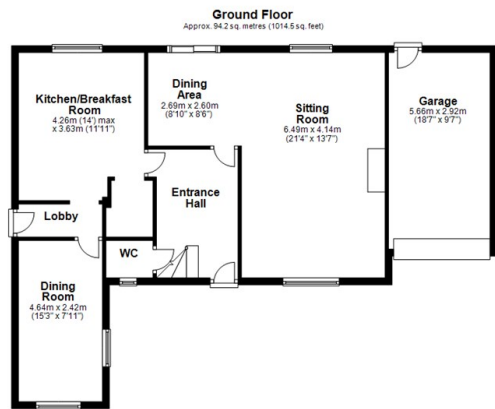 Ground Floor
Approx. 94.2 sq. metres (1014.5 sq. feet)
Kitchen/Breakfast
Room
4.26m (14') max
x 3.63m (11'11")
Dining
Area
2.69m x 2.60m
(8'10" x 8'6")
Sitting
Room
6.49m x 4.14m
(21'4" x 13'7")
Garage
5.66m x 2.92m
(18'7" x 9'7")
Entrance
Hall
Lobby
WC
Dining
Room
4.64m x 2.42m
(15'3" x 7'11")